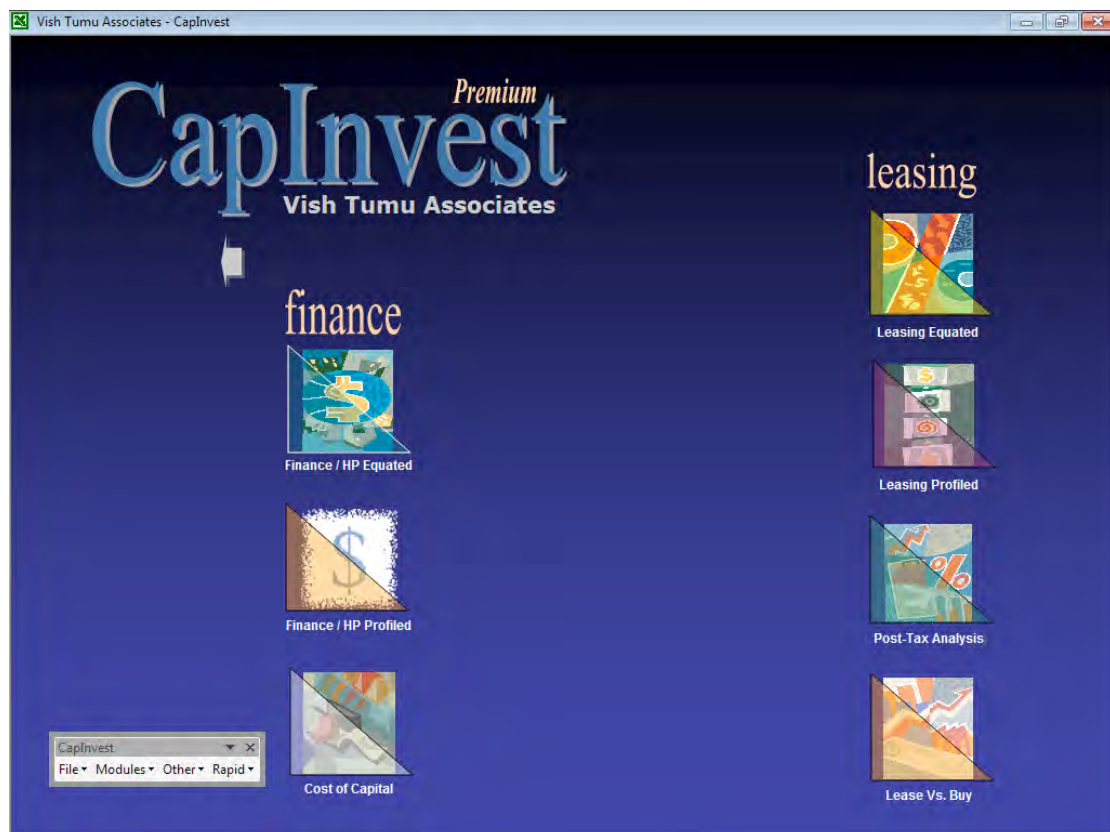 Vish Tumu Associates - CapInvest
Premium
CapInvest
Vish Tumu Associates
finance
Finance / HP Equated
Finance / HP Profiled
Cost of Capital
leasing
Leasing Equated
Leasing Profiled
Post-Tax Analysis
Lease Vs. Buy
CapInvest
File Modules Other Rapid